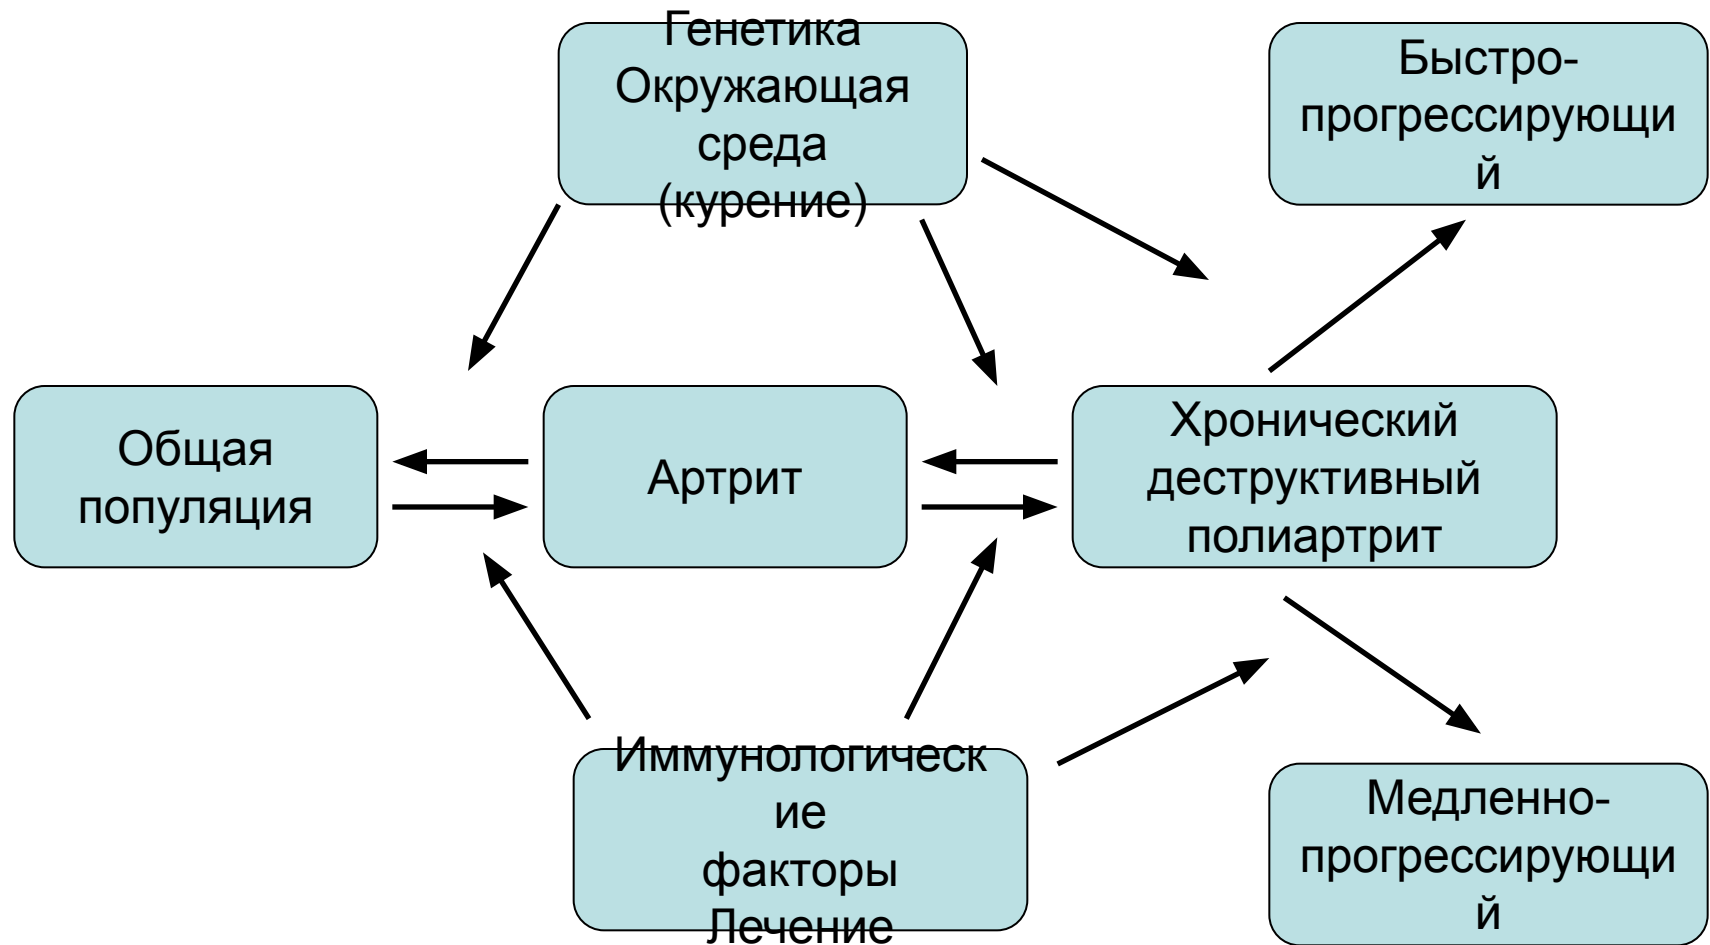 Генетика
Окружающая
среда
(курение)
Быстро-
прогрессирующи
й
Общая
популяция
Артрит
Хронический
деструктивный
полиартрит
Иммунологическ
ие
факторы
Лечение
Медленно-
прогрессирующи
й